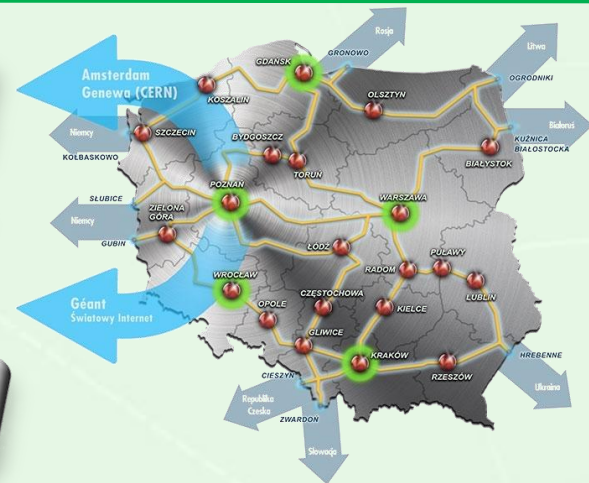 Rosja
GRONOWO
GDAŃSK
Litwa
Amsterdam
Genewa (CERN)
OGRODNIKI
KOSZALIN
OLSZTYN
Niemcy
SZCZECIN
BYDGOSZCZ
Białoruś
KUŹNICA
BIAŁOSTOCKA
KOŁBASKOWO
BIAŁYSTOK
TORUŃ
POZNAŃ
SŁUBICE
WARSZAWA
ZIELONA
GÓRA
Niemcy
GUBIN
ŁÓDŹ
PUŁAWY
RADOM
WROCŁAW
LUBLIN
CZĘSTOCHOWA
Géant
Światowy Internet
OPOLE
KIELCE
GLIWICE
KRAKÓW
HREBENNE
CIESZYN
RZESZÓW
Ukraina
Republika
Czeska
ZWARDOŃ
Słowacja